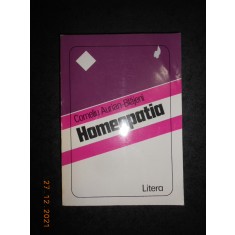 Corneliu Aurian-Blăjeni
Homeopatia
Litera
27 12 2021